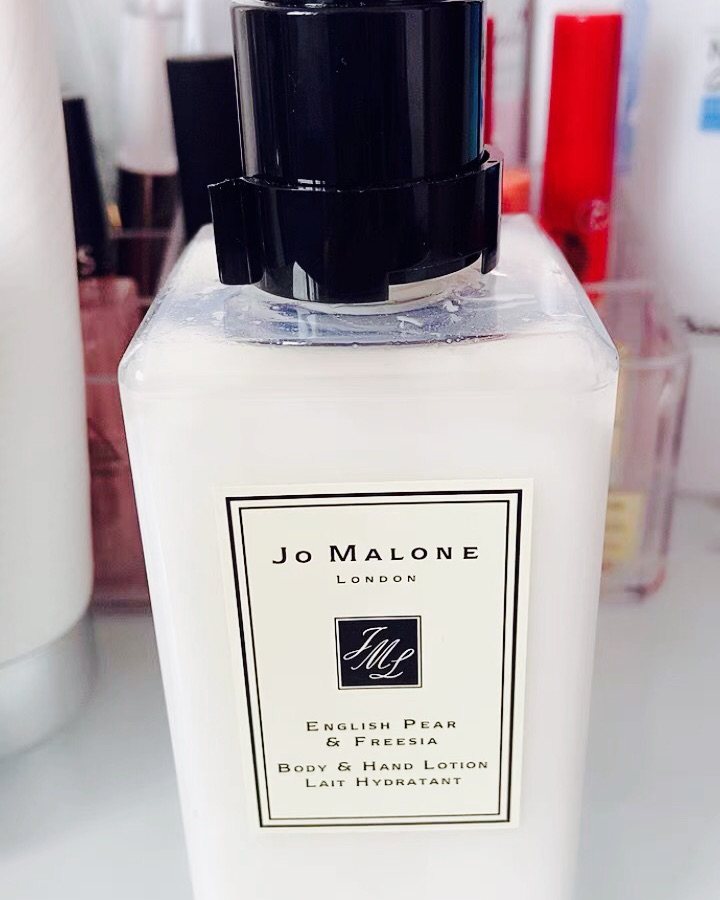 JO MALONE
LONDON
JML
ENGLISH PEAR
& FREESIA
BODY & HAND LOTION
LAIT HYDRATANT